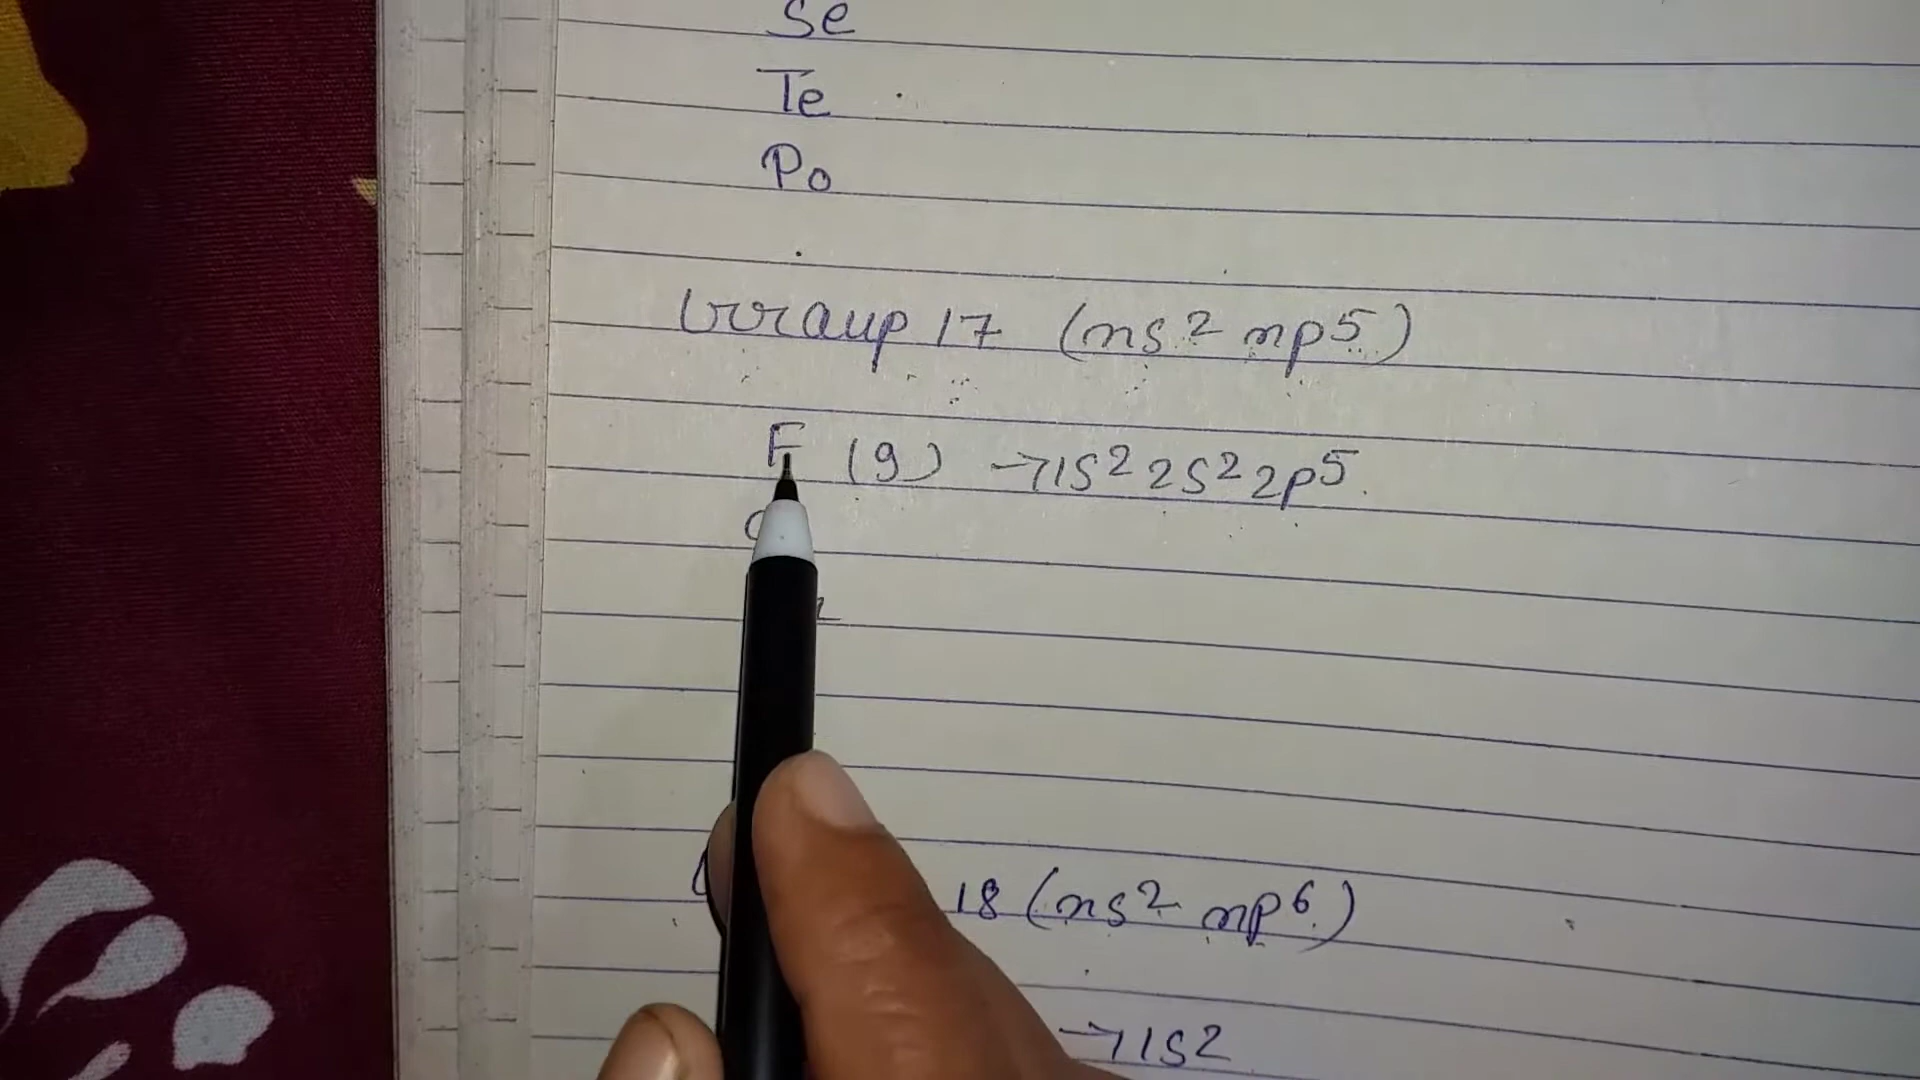 Se
Te
Po
Group 17 (ns² np⁵)
F (9) → 1s² 2s² 2p⁵
18 (ns² np⁶)
→ 1s²